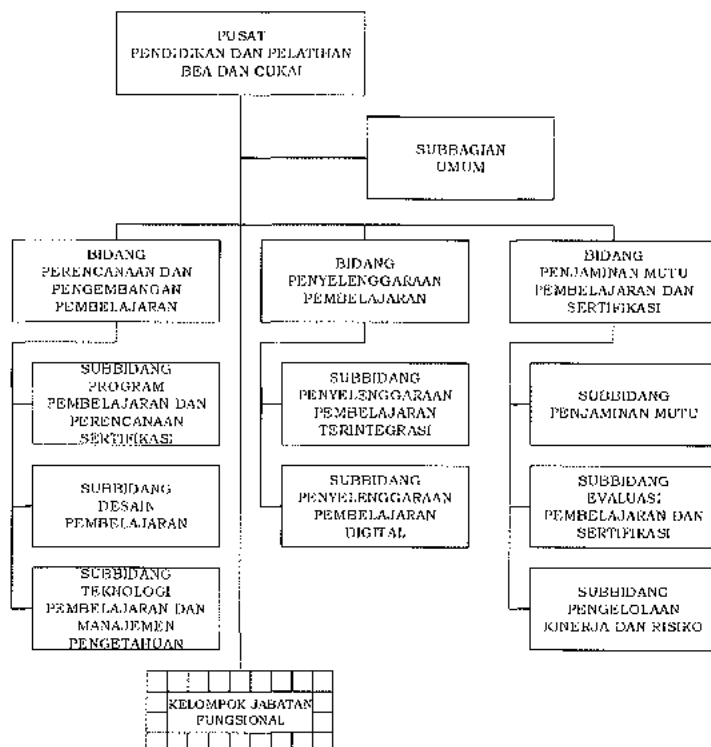 PUSAT
PENDIDIKAN DAN PELATIHAN
BEA DAN CUKAI
SUBBAGIAN
UMUM
BIDANG
PERENCANAAN DAN
PENGEMBANGAN
PEMBELAJARAN
BIDANG
PENYELENGGARAAN
PEMBELAJARAN
BIDANG
PENJAMINAN MUTU
PEMBELAJARAN DAN
SERTIFIKASI
SUBBIDANG
PROGRAM
PEMBELAJARAN DAN
PERENCANAAN
SERTIFIKASI
SUBBIDANG
PENYELENGGARAAN
PEMBELAJARAN
TERINTEGRASI
SUBBIDANG
PENJAMINAN MUTU
SUBBIDANG
DESAIN
PEMBELAJARAN
SUBBIDANG
PENYELENGGARAAN
PEMBELAJARAN
DIGITAL
SUBBIDANG
EVALUASI
PEMBELAJARAN DAN
SERTIFIKASI
SUBBIDANG
TEKNOLOGI
PEMBELAJARAN DAN
MANAJEMEN
PENGETAHUAN
SUBBIDANG
PENGELOLAAN
KINERJA DAN RISIKO
KELOMPOK JABATAN
FUNGSIONAL